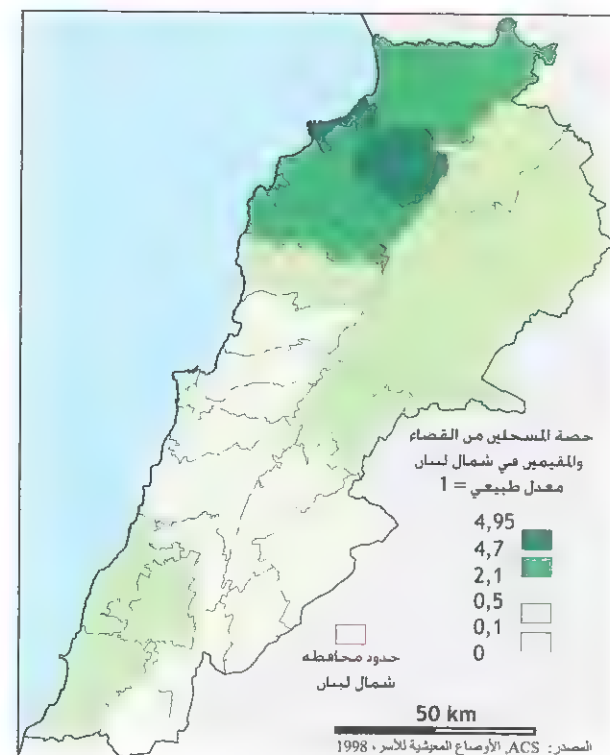 حصة المسجلين من القضاء
والمقيمين في شمال لبنان
معدل طبيعي = 1
4,95
4,7
2,1
0,5
0,1
0
حدود محافظة
شمال لبنان
50 km
المصدر: ACS, الأوضاع المعيشية للأسر، 1998